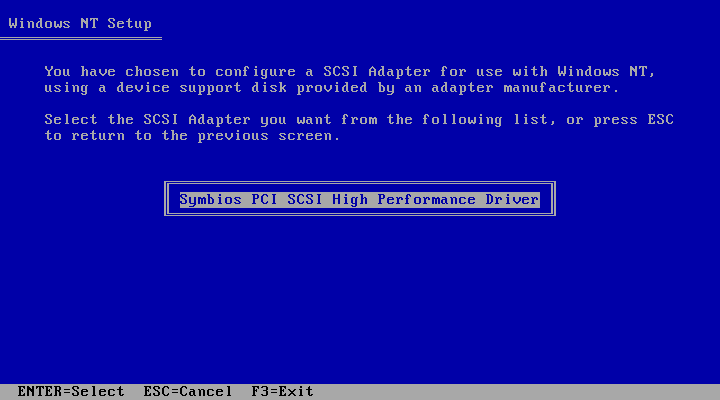 Windows NT Setup
You have chosen to configure a SCSI Adapter for use with Windows NT,
using a device support disk provided by an adapter manufacturer.
Select the SCSI Adapter you want from the following list, or press ESC
to return to the previous screen.
Symbios PCI SCSI High Performance Driver
ENTER=Select  ESC=Cancel  F3=Exit